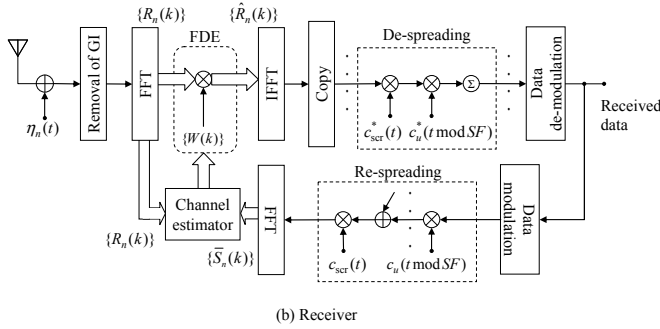 {R_n(k)}
{R̂_n(k)}
FDE
De-spreading
Removal of GI
FFT
IFFT
Copy
Σ
Data
de-modulation
η_n(t)
{W(k)}
c*_scr(t)
c*_u(t mod SF)
Received
data
Re-spreading
Channel
estimator
FFT
Data
modulation
{R_n(k)}
{S̅_n(k)}
c_scr(t)
c_u(t mod SF)
(b) Receiver